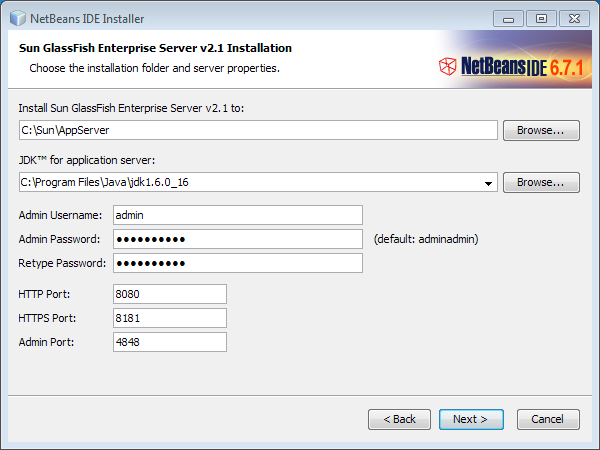 NetBeans IDE Installer
Sun GlassFish Enterprise Server v2.1 Installation
Choose the installation folder and server properties.
NetBeans IDE 6.7.1
Install Sun GlassFish Enterprise Server v2.1 to:
C:\Sun\AppServer Browse...
JDK™ for application server:
C:\Program Files\Java\jdk1.6.0_16 Browse...
Admin Username: admin
Admin Password: ●●●●●●●●●● (default: adminadmin)
Retype Password: ●●●●●●●●●●
HTTP Port: 8080
HTTPS Port: 8181
Admin Port: 4848
< Back Next > Cancel